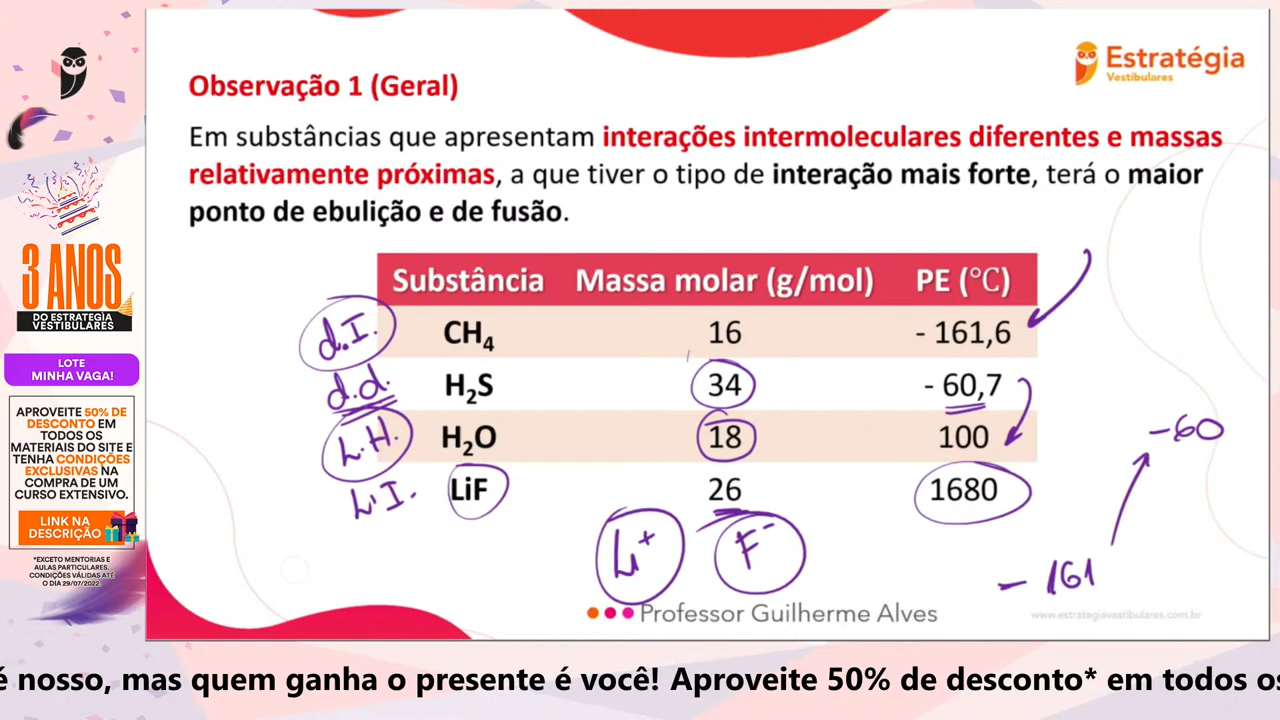 Estratégia
Vestibulares
Observação 1 (Geral)
Em substâncias que apresentam interações intermoleculares diferentes e massas
relativamente próximas, a que tiver o tipo de interação mais forte, terá o maior
ponto de ebulição e de fusão.
Substância Massa molar (g/mol) PE (°C)
d.I. CH₄ 16 - 161,6
d.d. H₂S 34 - 60,7
L.H. H₂O 18 100
L.I. LiF 26 1680
-60
Li⁺ F⁻
- 161
Professor Guilherme Alves
www.estrategiavestibulares.com.br
3 ANOS
DO ESTRATEGIA
VESTIBULARES
LOTE
MINHA VAGA!
APROVEITE 50% DE
DESCONTO EM
TODOS OS
MATERIAIS DO SITE E
TENHA CONDIÇÕES
EXCLUSIVAS NA
COMPRA DE UM
CURSO EXTENSIVO.
LINK NA
DESCRIÇÃO
*EXCETO MENTORIAS E
AULAS PARTICULARES.
CONDIÇÕES VÁLIDAS ATÉ
O DIA 29/07/2022.
é nosso, mas quem ganha o presente é você! Aproveite 50% de desconto* em todos os